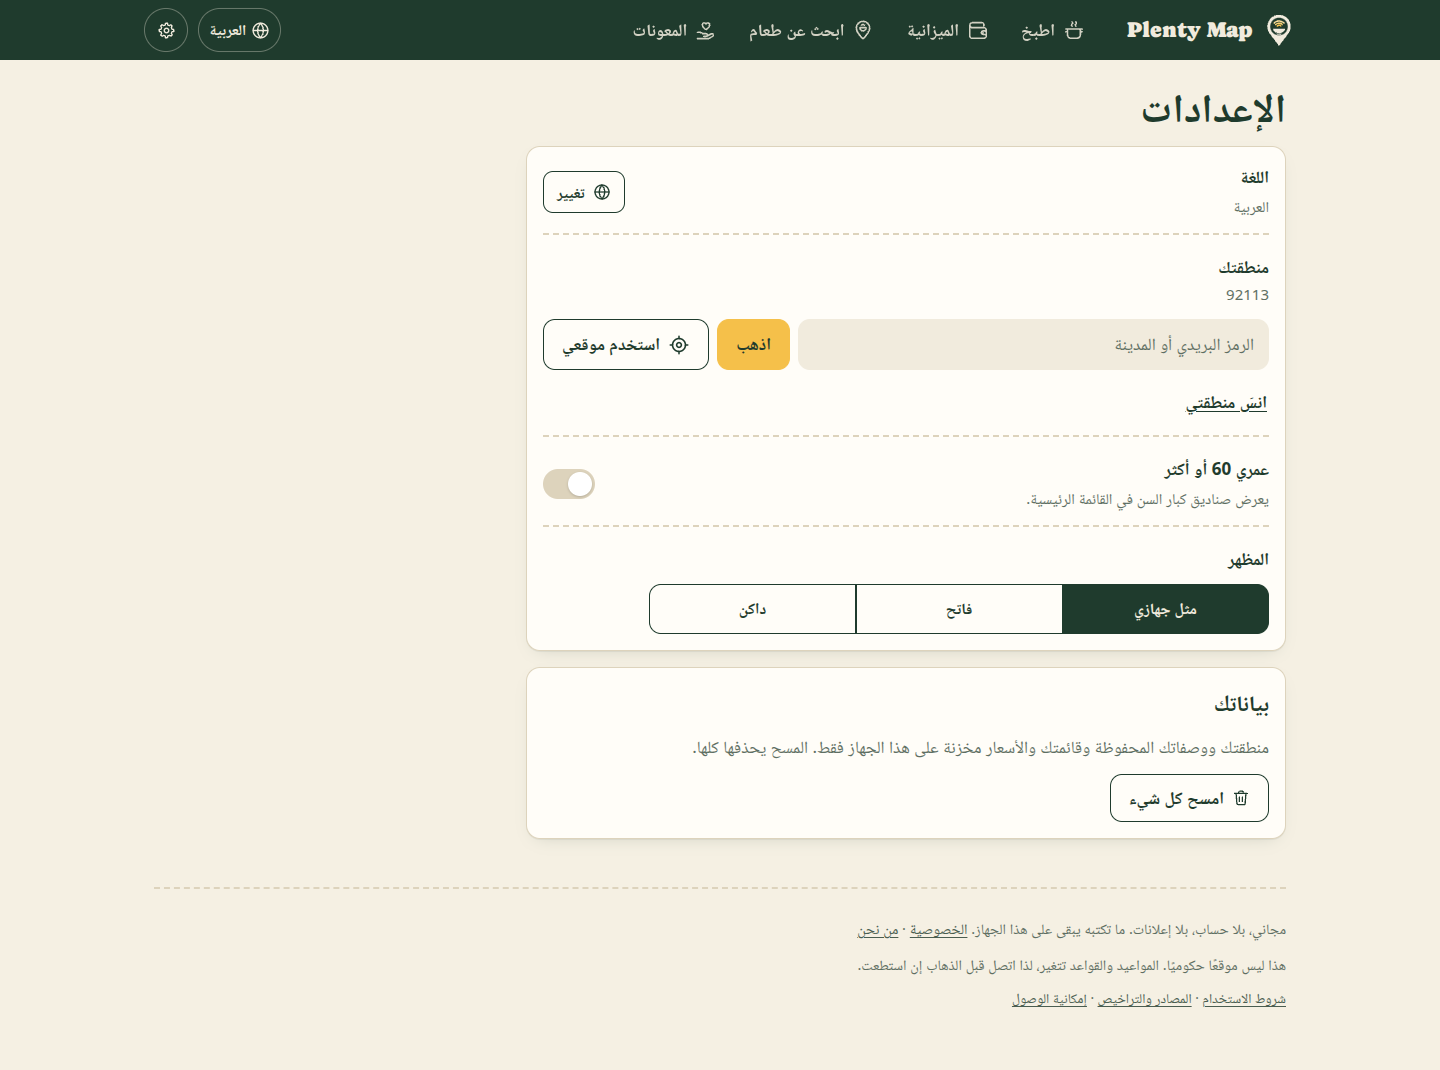 Plenty Map
اطبخ
الميزانية
ابحث عن طعام
المعونات
العربية
الإعدادات
اللغة
العربية
تغيير
منطقتك
92113
الرمز البريدي أو المدينة
اذهب
استخدم موقعي
انسَ منطقتي
عمري 60 أو أكثر
يعرض صناديق كبار السن في القائمة الرئيسية.
المظهر
مثل جهازي
فاتح
داكن
بياناتك
منطقتك ووصفاتك المحفوظة وقائمتك والأسعار مخزنة على هذا الجهاز فقط. المسح يحذفها كلها.
امسح كل شيء
مجاني، بلا حساب، بلا إعلانات. ما تكتبه يبقى على هذا الجهاز. الخصوصية · من نحن
هذا ليس موقعًا حكوميًا. المواعيد والقواعد تتغير، لذا اتصل قبل الذهاب إن استطعت.
شروط الاستخدام · المصادر والتراخيص · إمكانية الوصول